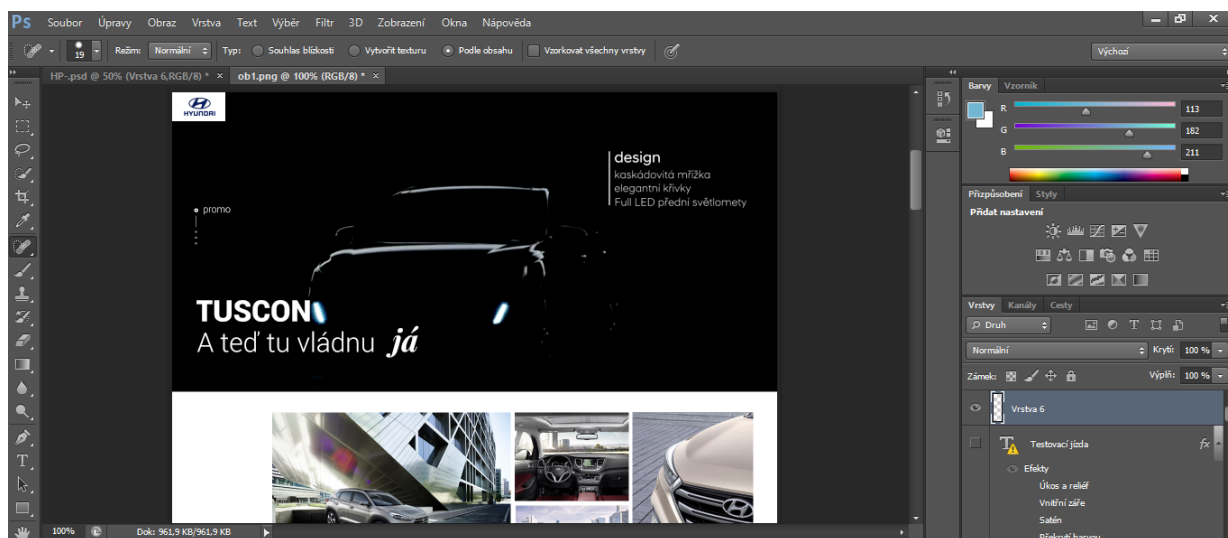 Ps Soubor Úpravy Obraz Vrstva Text Výběr Filtr 3D Zobrazení Okna Nápověda
19 Režim: Normální Typ: Souhlas blízkosti Vytvořit texturu Podle obsahu Vzorkovat všechny vrstvy Výchozí
HP-.psd @ 50% (Vrstva 6,RGB/8) * × ob1.png @ 100% (RGB/8) * ×
HYUNDAI
design
kaskádovitá mřížka
elegantní křivky
Full LED přední světlomety
promo
TUSCON
A teď tu vládnu já
100% Dok: 961,9 KB/961,9 KB
Barvy Vzorník
R 113
G 182
B 211
Přizpůsobení Styly
Přidat nastavení
Vrstvy Kanály Cesty
Druh
Normální Krytí: 100 %
Zámek: Výplň: 100 %
Vrstva 6
Testovací jízda fx
Efekty
Úkos a reliéf
Vnitřní záře
Satén
Překrytí barvou